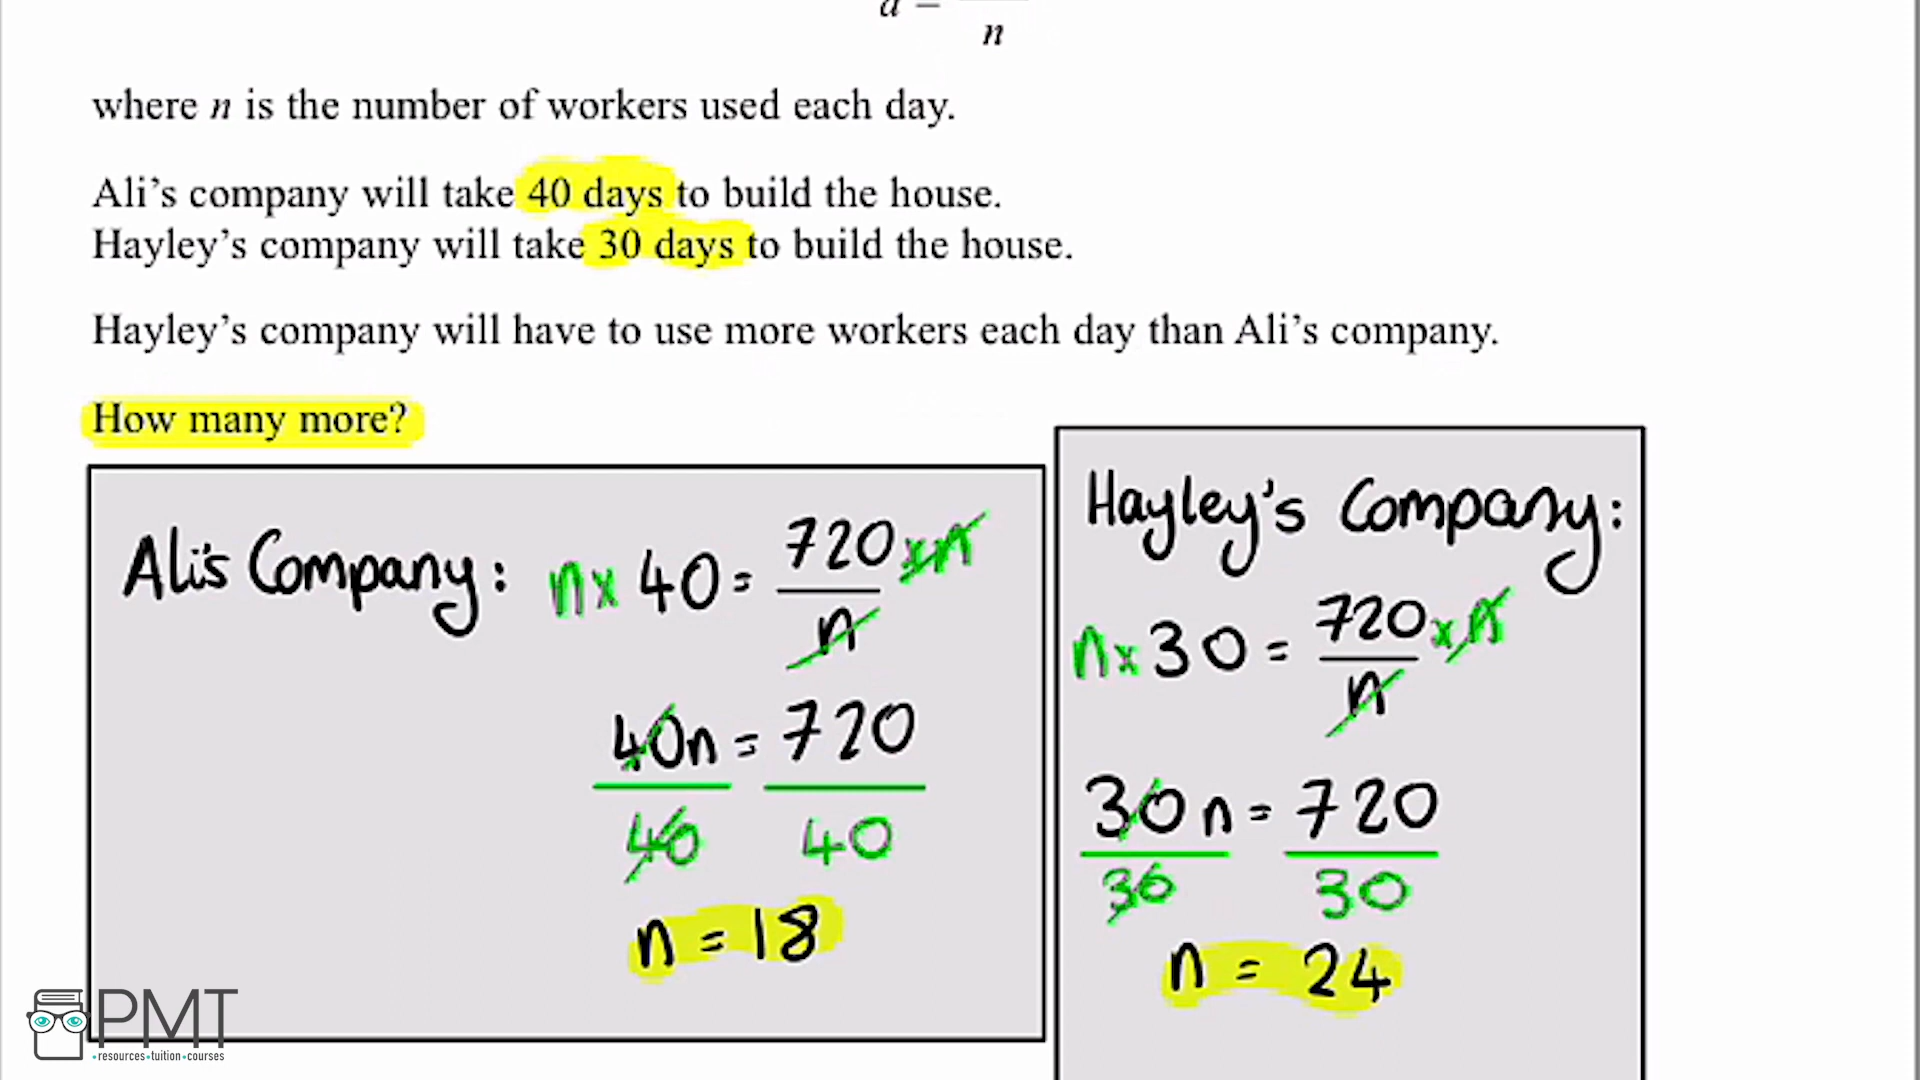 d =
n
where n is the number of workers used each day.
Ali’s company will take 40 days to build the house.
Hayley’s company will take 30 days to build the house.
Hayley’s company will have to use more workers each day than Ali’s company.
How many more?
Ali's Company: n x 40 = 720 x n
n
40n = 720
40 40
n = 18
Hayley's Company:
n x 30 = 720 x n
n
30n = 720
30 30
n = 24
PMT
•resources•tuition•courses